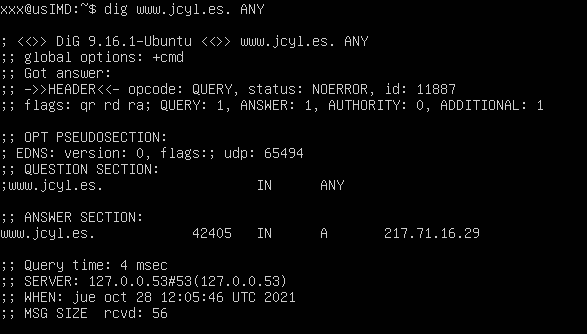 xxx@usIMD:~$ dig www.jcyl.es. ANY
; <<>> DiG 9.16.1-Ubuntu <<>> www.jcyl.es. ANY
;; global options: +cmd
;; Got answer:
;; ->>HEADER<<- opcode: QUERY, status: NOERROR, id: 11887
;; flags: qr rd ra; QUERY: 1, ANSWER: 1, AUTHORITY: 0, ADDITIONAL: 1
;; OPT PSEUDOSECTION:
; EDNS: version: 0, flags:; udp: 65494
;; QUESTION SECTION:
;www.jcyl.es. IN ANY
;; ANSWER SECTION:
www.jcyl.es. 42405 IN A 217.71.16.29
;; Query time: 4 msec
;; SERVER: 127.0.0.53#53(127.0.0.53)
;; WHEN: jue oct 28 12:05:46 UTC 2021
;; MSG SIZE rcvd: 56